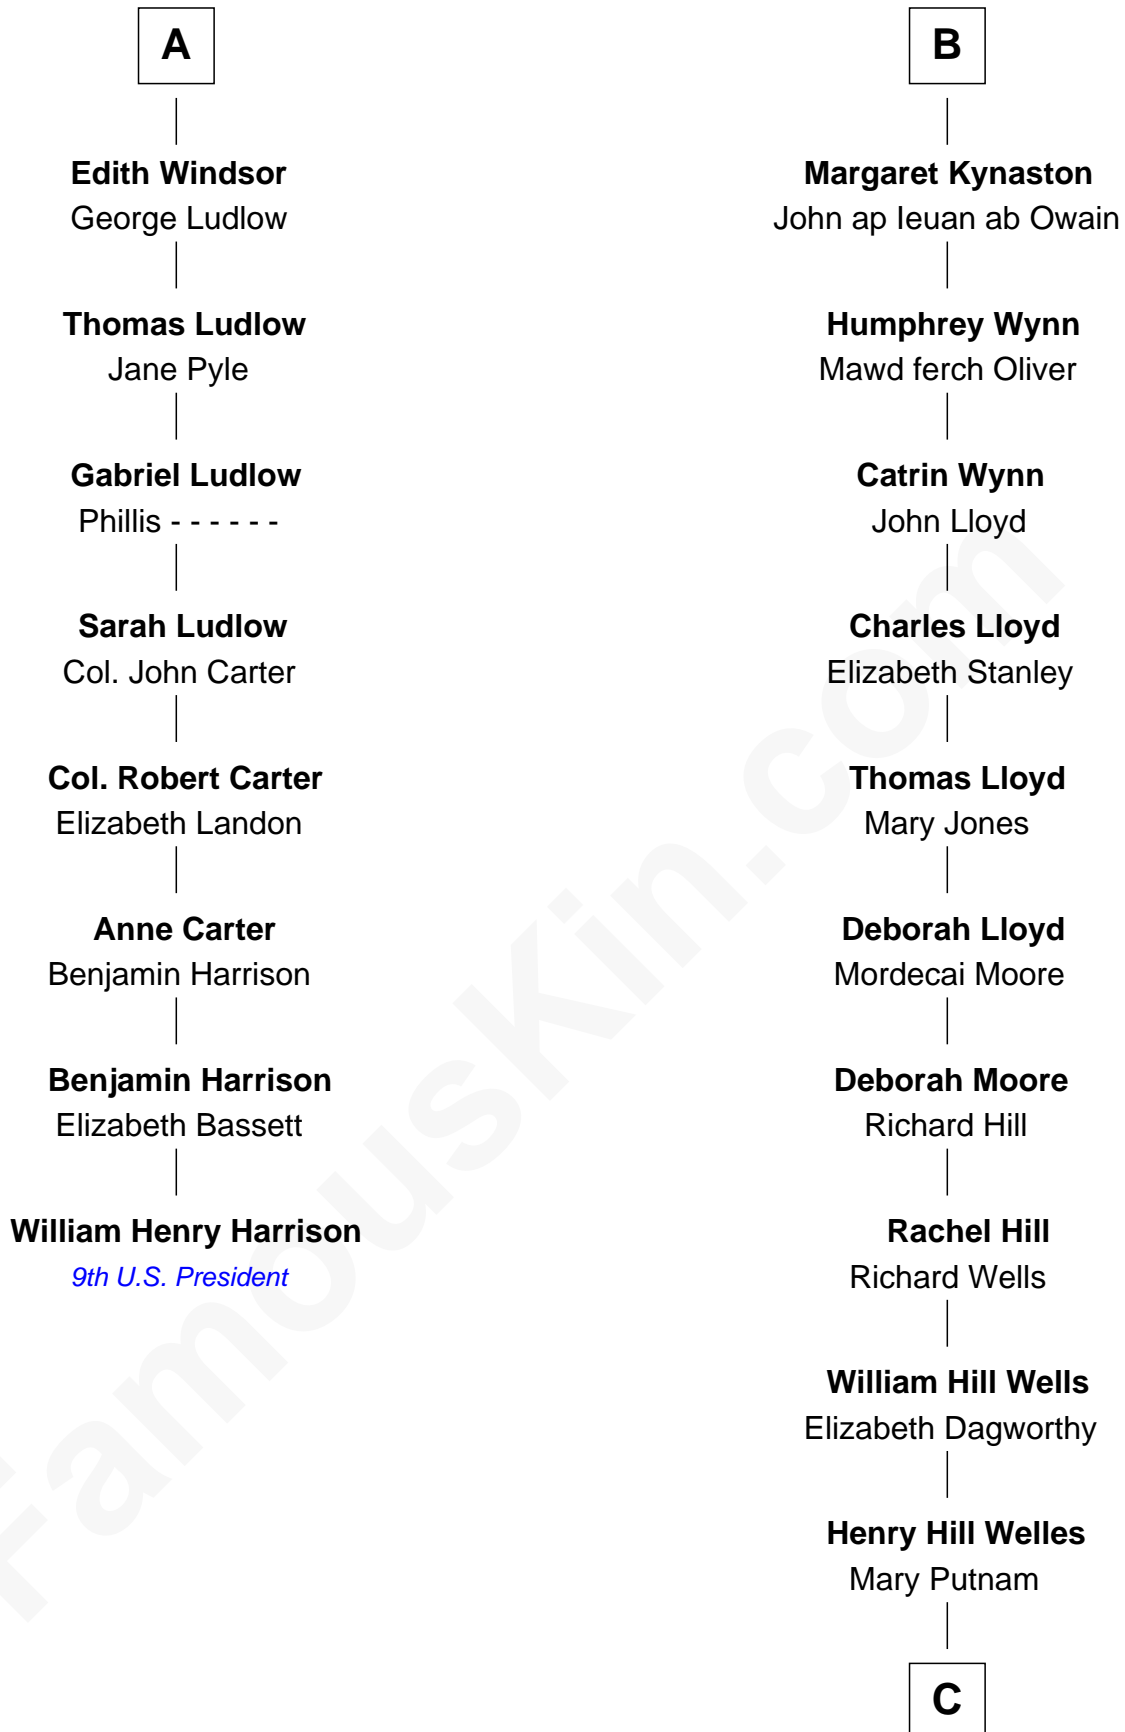 A
Edith Windsor
George Ludlow
Thomas Ludlow
Jane Pyle
Gabriel Ludlow
Phillis - - - - - -
Sarah Ludlow
Col. John Carter
Col. Robert Carter
Elizabeth Landon
Anne Carter
Benjamin Harrison
Benjamin Harrison
Elizabeth Bassett
William Henry Harrison
9th U.S. President
B
Margaret Kynaston
John ap Ieuan ab Owain
Humphrey Wynn
Mawd ferch Oliver
Catrin Wynn
John Lloyd
Charles Lloyd
Elizabeth Stanley
Thomas Lloyd
Mary Jones
Deborah Lloyd
Mordecai Moore
Deborah Moore
Richard Hill
Rachel Hill
Richard Wells
William Hill Wells
Elizabeth Dagworthy
Henry Hill Welles
Mary Putnam
C
FamousKin.com